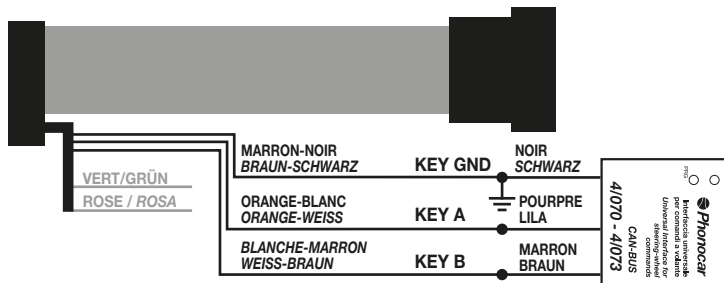 MARRON-NOIR
BRAUN-SCHWARZ
KEY GND
NOIR
SCHWARZ
VERT/GRÜN
ROSE / ROSA
ORANGE-BLANC
ORANGE-WEISS
KEY A
POURPRE
LILA
BLANCHE-MARRON
WEISS-BRAUN
KEY B
MARRON
BRAUN
Phonocar
Interfaccia universale
per comandi a volante
Universal Interface for
steering-wheel
commands
CAN-BUS
4/070 - 4/073